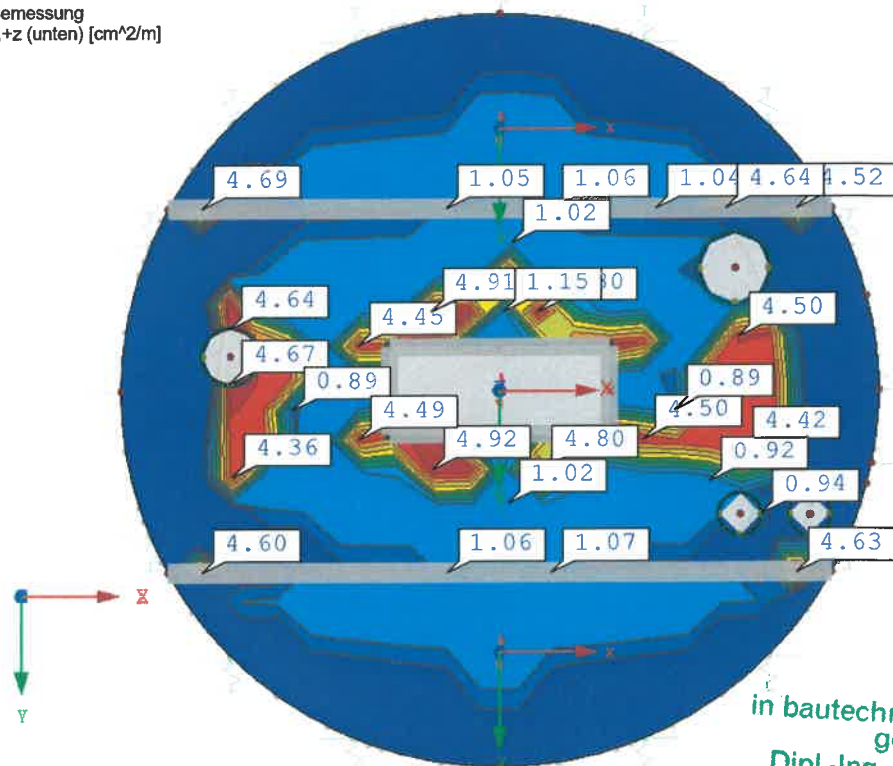 emessung
+z (unten) [cm^2/m]
X
4.69 1.05 1.06 1.04 4.64 4.52
1.02
4.64 4.91 1.15 80
4.45 4.50
4.67 0.89 0.89
X
4.49 4.50 4.42
4.36 4.92 4.80 0.92
1.02 0.94
4.60 1.06 1.07 4.63
X
X
Y
in bautechn
ge
Dipl.-Ing.